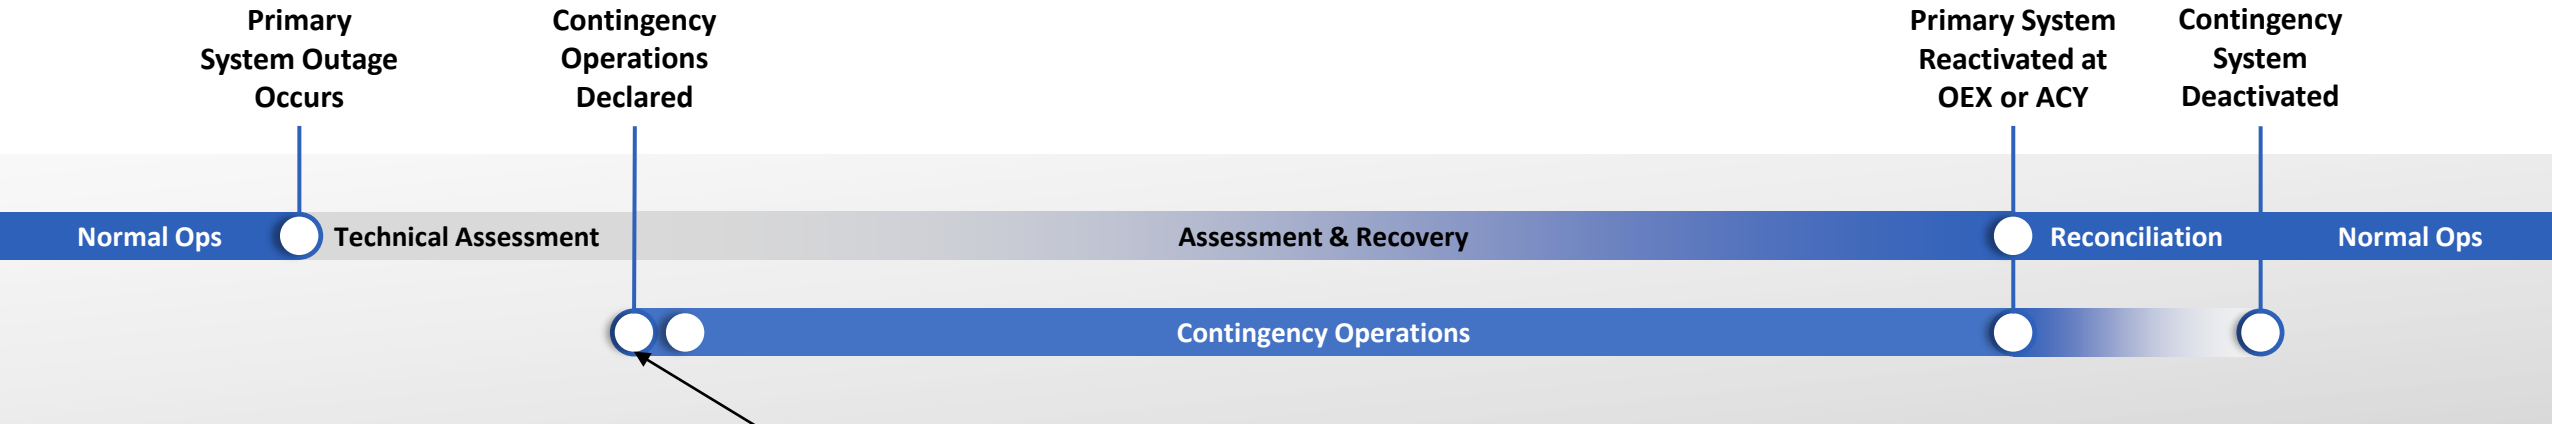 Primary
System Outage
Occurs
Contingency
Operations
Declared
Primary System
Reactivated at
OEX or ACY
Contingency
System
Deactivated
Normal Ops
Technical Assessment
Assessment & Recovery
Reconciliation
Normal Ops
Contingency Operations